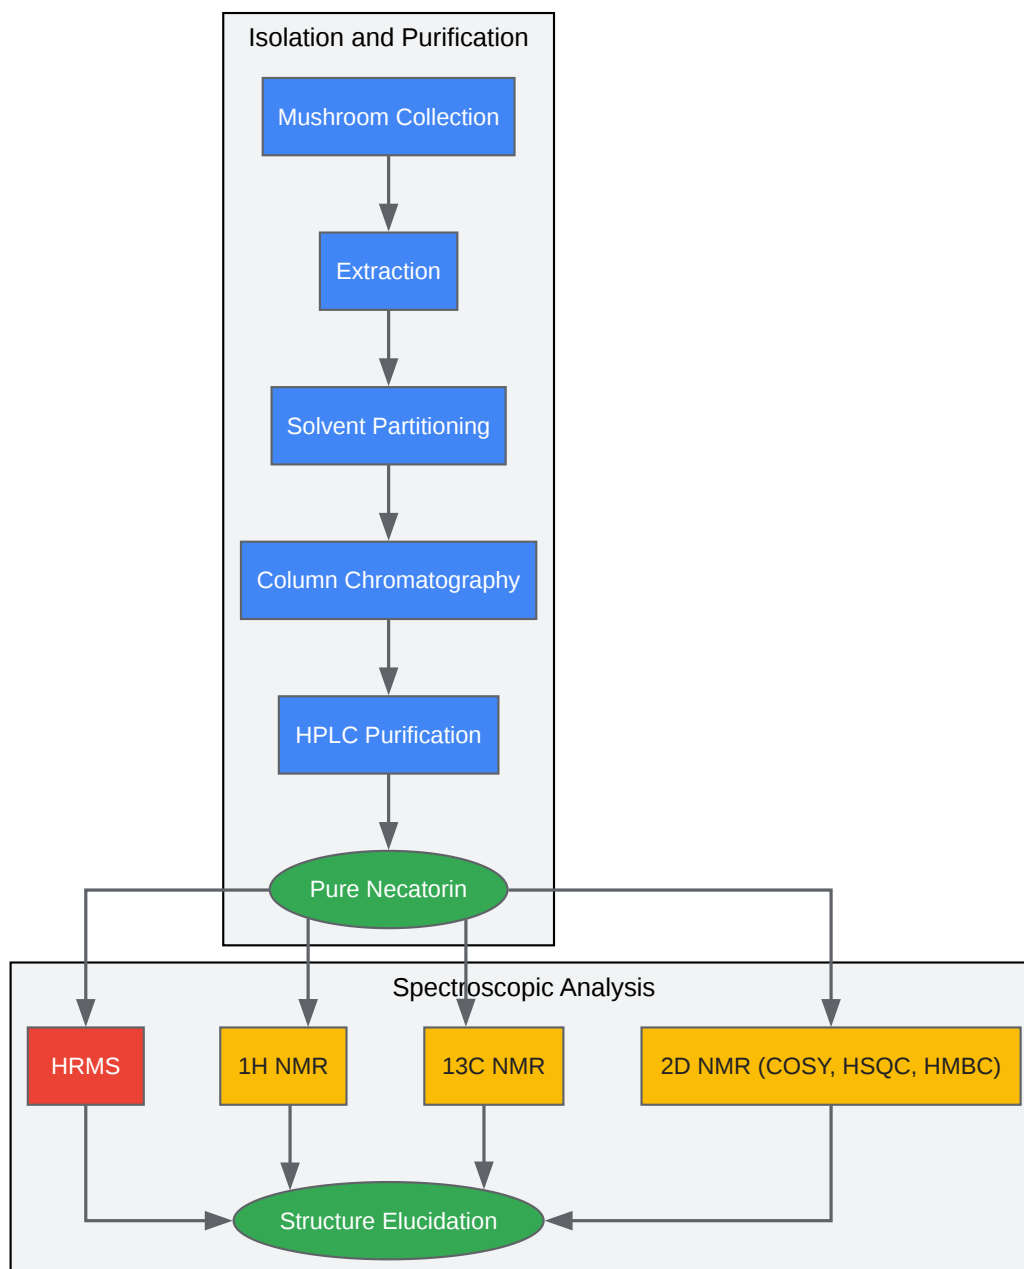 Isolation and Purification
Mushroom Collection
Extraction
Solvent Partitioning
Column Chromatography
HPLC Purification
Pure Necatorin
Spectroscopic Analysis
HRMS
1H NMR
13C NMR
2D NMR (COSY, HSQC, HMBC)
Structure Elucidation